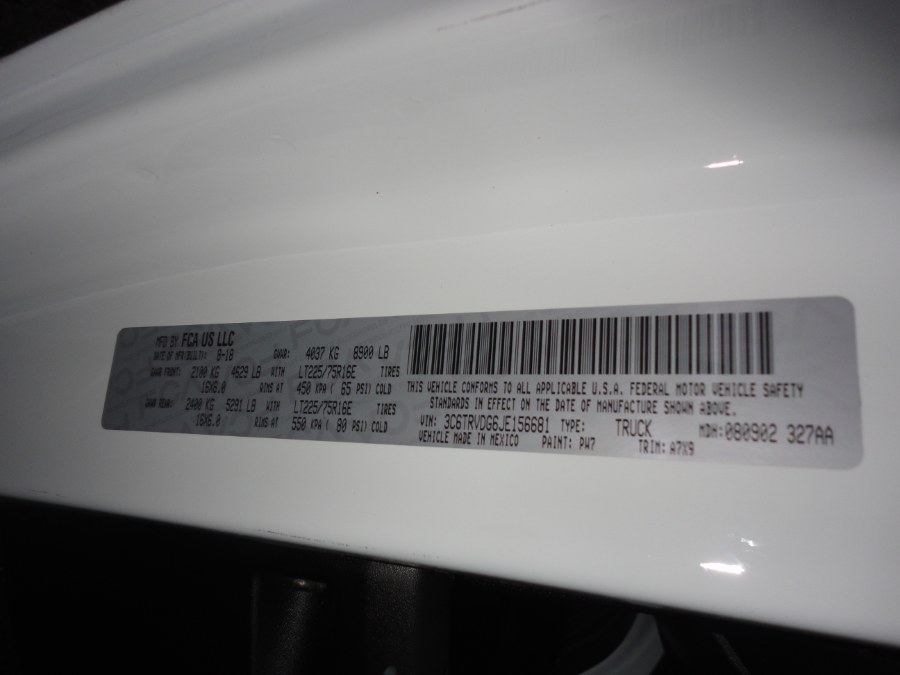 MFD BY FCA US LLC
DATE OF MFR/BUILT: 8-18 GVWR: 4037 KG 8900 LB
GAWR FRONT: 2100 KG 4629 LB WITH LT225/75R16E TIRES
16X6.0 RIMS AT 450 KPA ( 65 PSI) COLD
GAWR REAR: 2400 KG 5291 LB WITH LT225/75R16E TIRES
16X6.0 RIMS AT 550 KPA ( 80 PSI) COLD
THIS VEHICLE CONFORMS TO ALL APPLICABLE U.S.A. FEDERAL MOTOR VEHICLE SAFETY
STANDARDS IN EFFECT ON THE DATE OF MANUFACTURE SHOWN ABOVE.
VIN: 3C6TRVDG6JE156681 TYPE: TRUCK MDH: 080902 327AA
VEHICLE MADE IN MEXICO PAINT: PW7 TRIM: A7X9